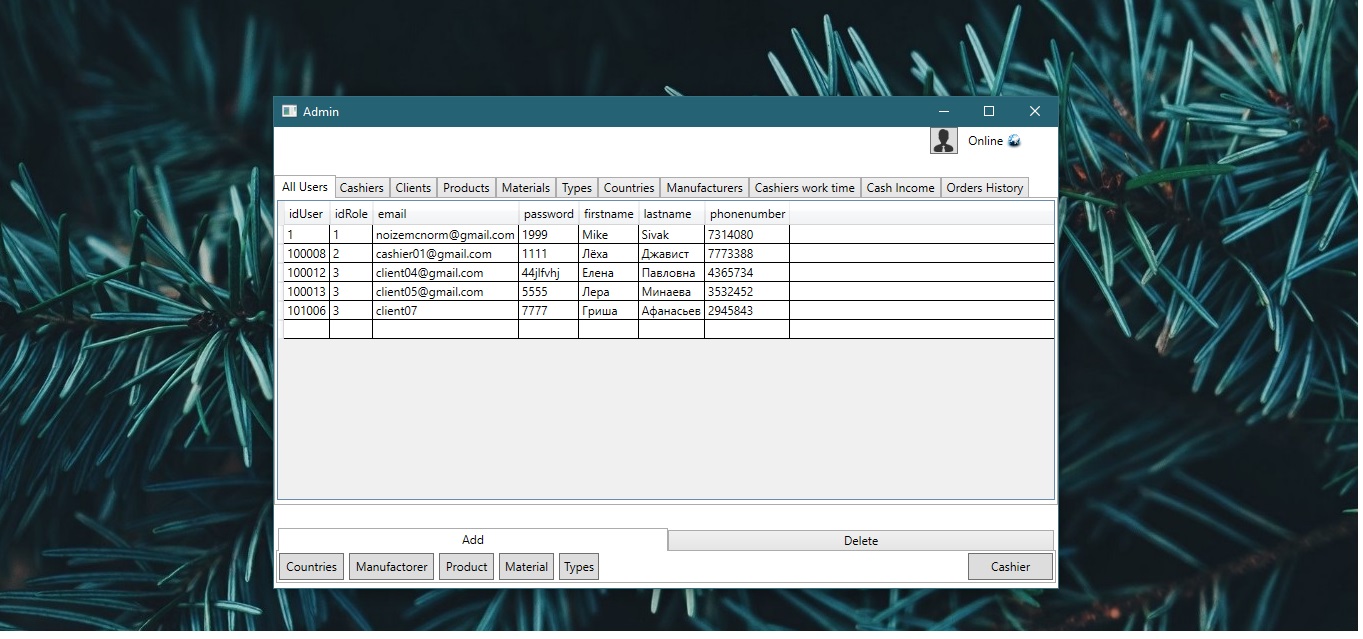 Admin
Online
All Users Cashiers Clients Products Materials Types Countries Manufacturers Cashiers work time Cash Income Orders History
idUser idRole email password firstname lastname phonenumber
1 1 noizemcnorm@gmail.com 1999 Mike Sivak 7314080
100008 2 cashier01@gmail.com 1111 Лёха Джавист 7773388
100012 3 client04@gmail.com 44jlfvhj Елена Павловна 4365734
100013 3 client05@gmail.com 5555 Лера Минаева 3532452
101006 3 client07 7777 Гриша Афанасьев 2945843
Add Delete
Countries Manufactorer Product Material Types Cashier